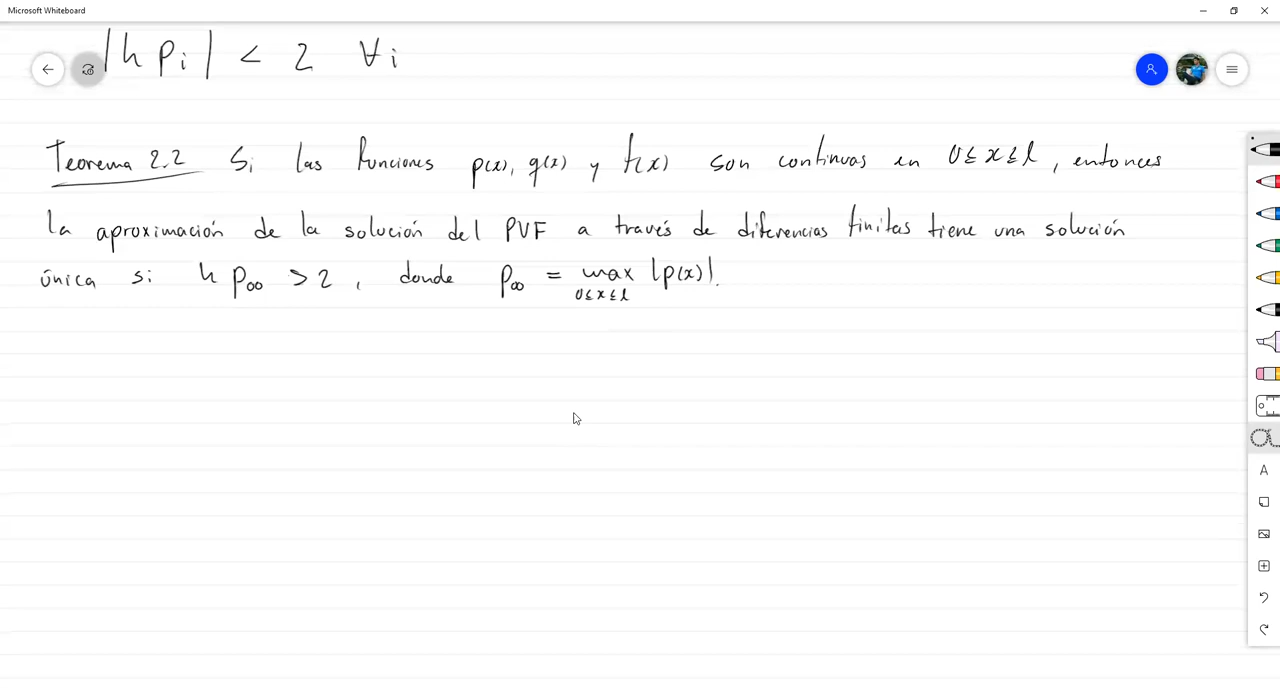 Microsoft Whiteboard
|h pᵢ| < 2 ∀i
Teorema 2.2 Si las funciones p(x), q(x) y f(x) son continuas en 0≤x≤l, entonces
la aproximación de la solución del PVF a través de diferencias finitas tiene una solución
única si h p∞ > 2, donde p∞ = max |p(x)|.
0≤x≤l